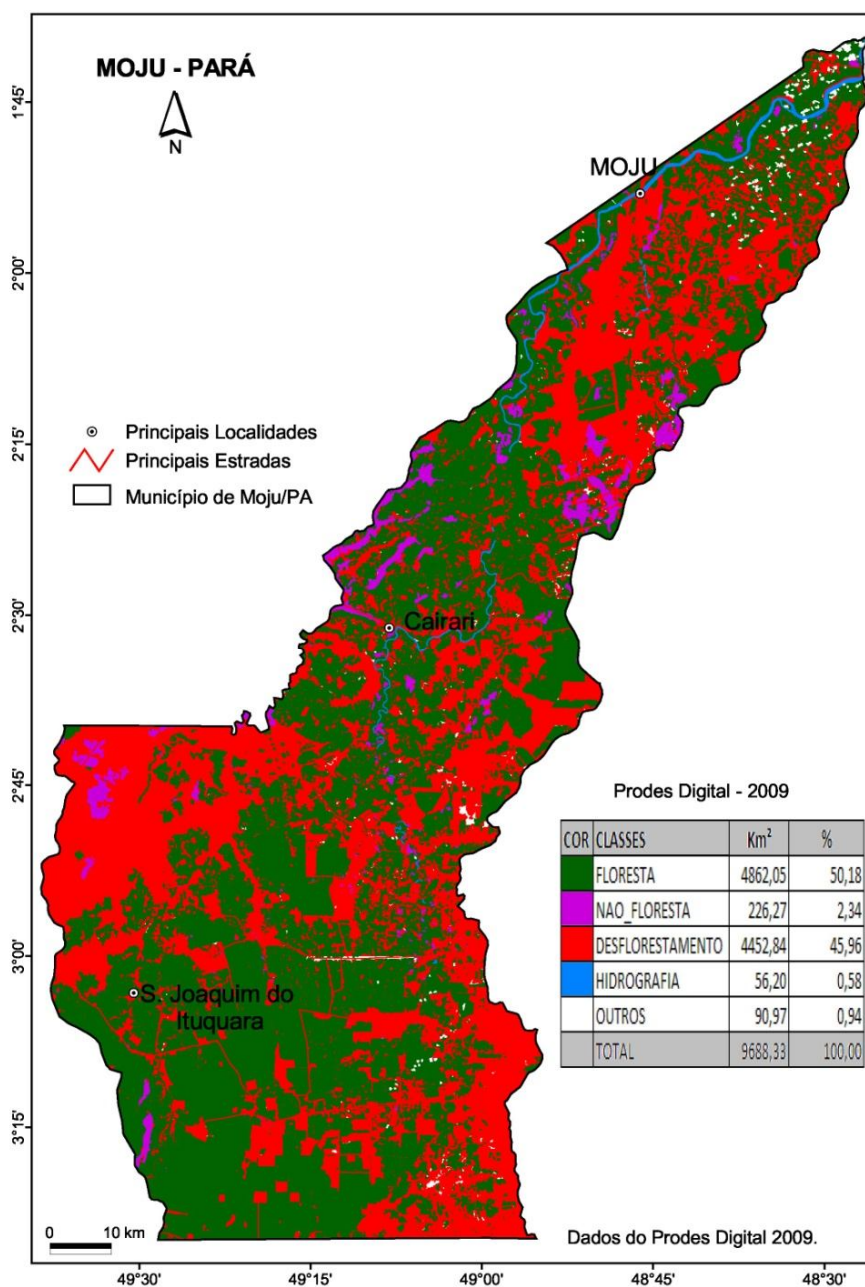 MOJU - PARÁ
N
1°45'
MOJU
2°00'
2°15'
Principais Localidades
Principais Estradas
Município de Moju/PA
2°30'
Cairari
2°45'
Prodes Digital - 2009
COR CLASSES Km² %
FLORESTA 4862,05 50,18
NAO_FLORESTA 226,27 2,34
DESFLORESTAMENTO 4452,84 45,96
HIDROGRAFIA 56,20 0,58
OUTROS 90,97 0,94
TOTAL 9688,33 100,00
3°00'
S. Joaquim do
Ituquara
3°15'
0 10 km
Dados do Prodes Digital 2009.
49°30' 49°15' 49°00' 48°45' 48°30'